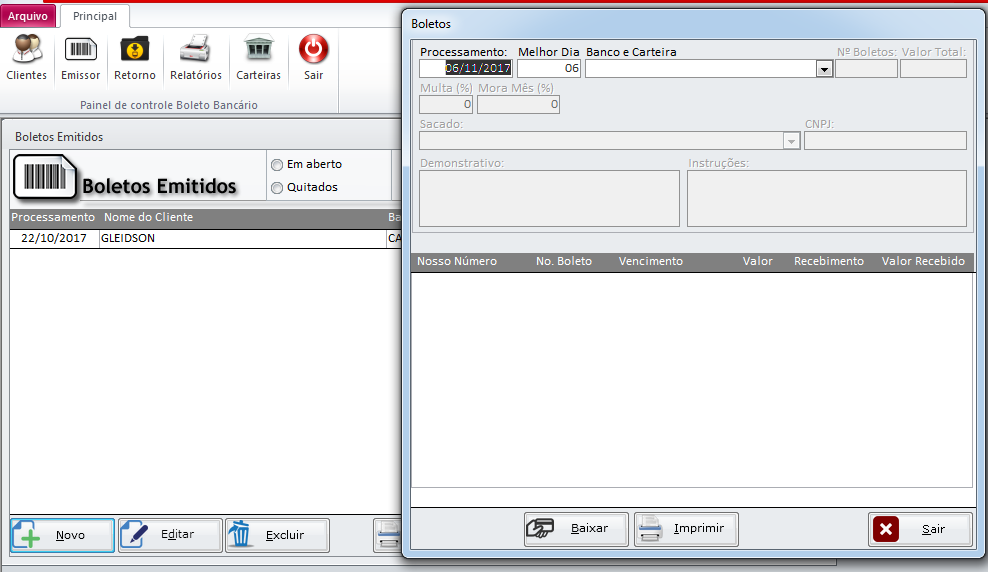 Arquivo Principal
Clientes Emissor Retorno Relatórios Carteiras Sair
Painel de controle Boleto Bancário
Boletos Emitidos
Boletos Emitidos
Em aberto
Quitados
Processamento Nome do Cliente Ba
22/10/2017 GLEIDSON CA
Novo Editar Excluir
Boletos
Processamento: Melhor Dia Banco e Carteira Nº Boletos: Valor Total:
06/11/2017 06
Multa (%) Mora Mês (%)
0 0
Sacado: CNPJ:
Demonstrativo: Instruções:
Nosso Número No. Boleto Vencimento Valor Recebimento Valor Recebido
Baixar Imprimir Sair